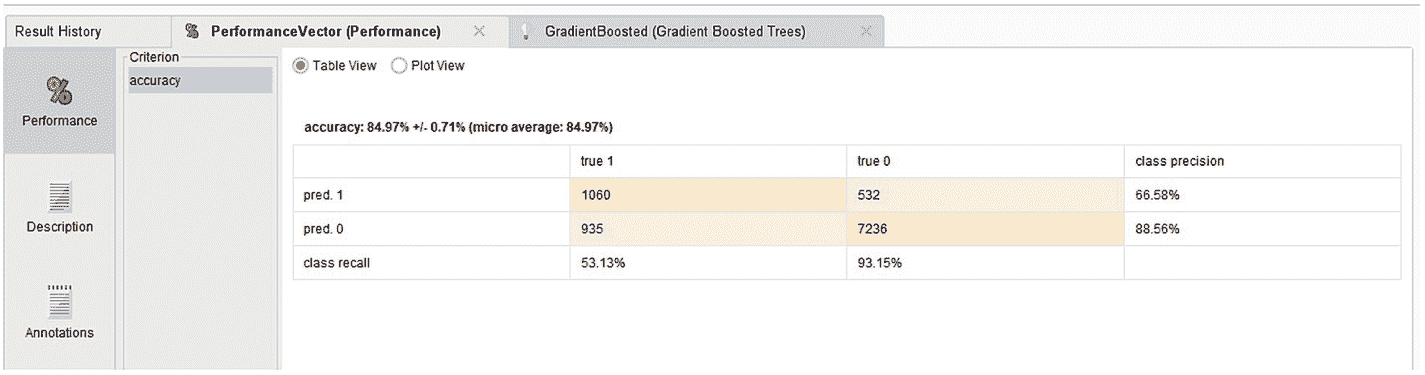 Result History
PerformanceVector (Performance)
GradientBoosted (Gradient Boosted Trees)
Criterion
accuracy
Table View Plot View
Performance
accuracy: 84.97% +/- 0.71% (micro average: 84.97%)
true 1 true 0 class precision
pred. 1 1060 532 66.58%
pred. 0 935 7236 88.56%
class recall 53.13% 93.15%
Description
Annotations